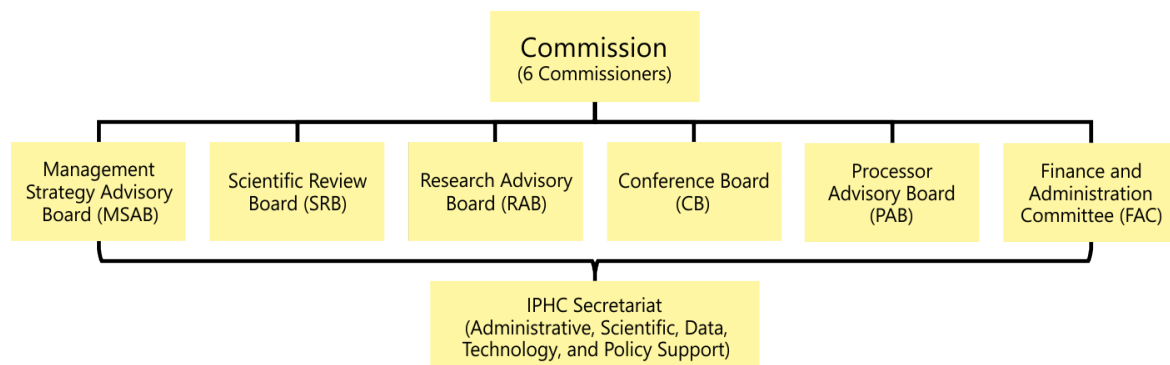 Commission
(6 Commissioners)
Management
Strategy Advisory
Board (MSAB)
Scientific Review
Board (SRB)
Research Advisory
Board (RAB)
Conference Board
(CB)
Processor
Advisory Board
(PAB)
Finance and
Administration
Committee (FAC)
IPHC Secretariat
(Administrative, Scientific, Data,
Technology, and Policy Support)